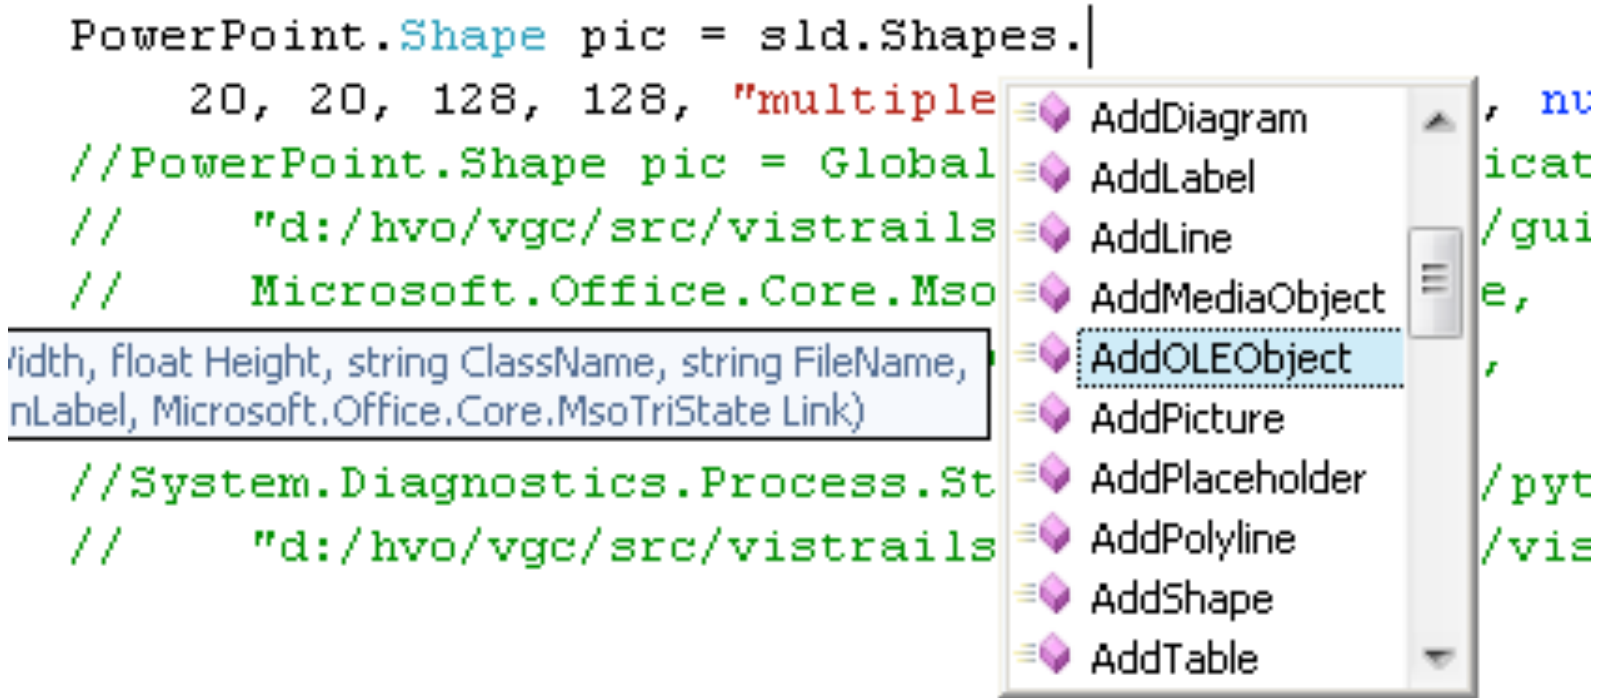 PowerPoint.Shape pic = sld.Shapes.
20, 20, 128, 128, "multiple , nu
//PowerPoint.Shape pic = Global icat
// "d:/hvo/vgc/src/vistrails /gui
// Microsoft.Office.Core.Mso e,
Width, float Height, string ClassName, string FileName,
nLabel, Microsoft.Office.Core.MsoTriState Link)
//System.Diagnostics.Process.St /pyt
// "d:/hvo/vgc/src/vistrails /vis
AddDiagram
AddLabel
AddLine
AddMediaObject
AddOLEObject
AddPicture
AddPlaceholder
AddPolyline
AddShape
AddTable